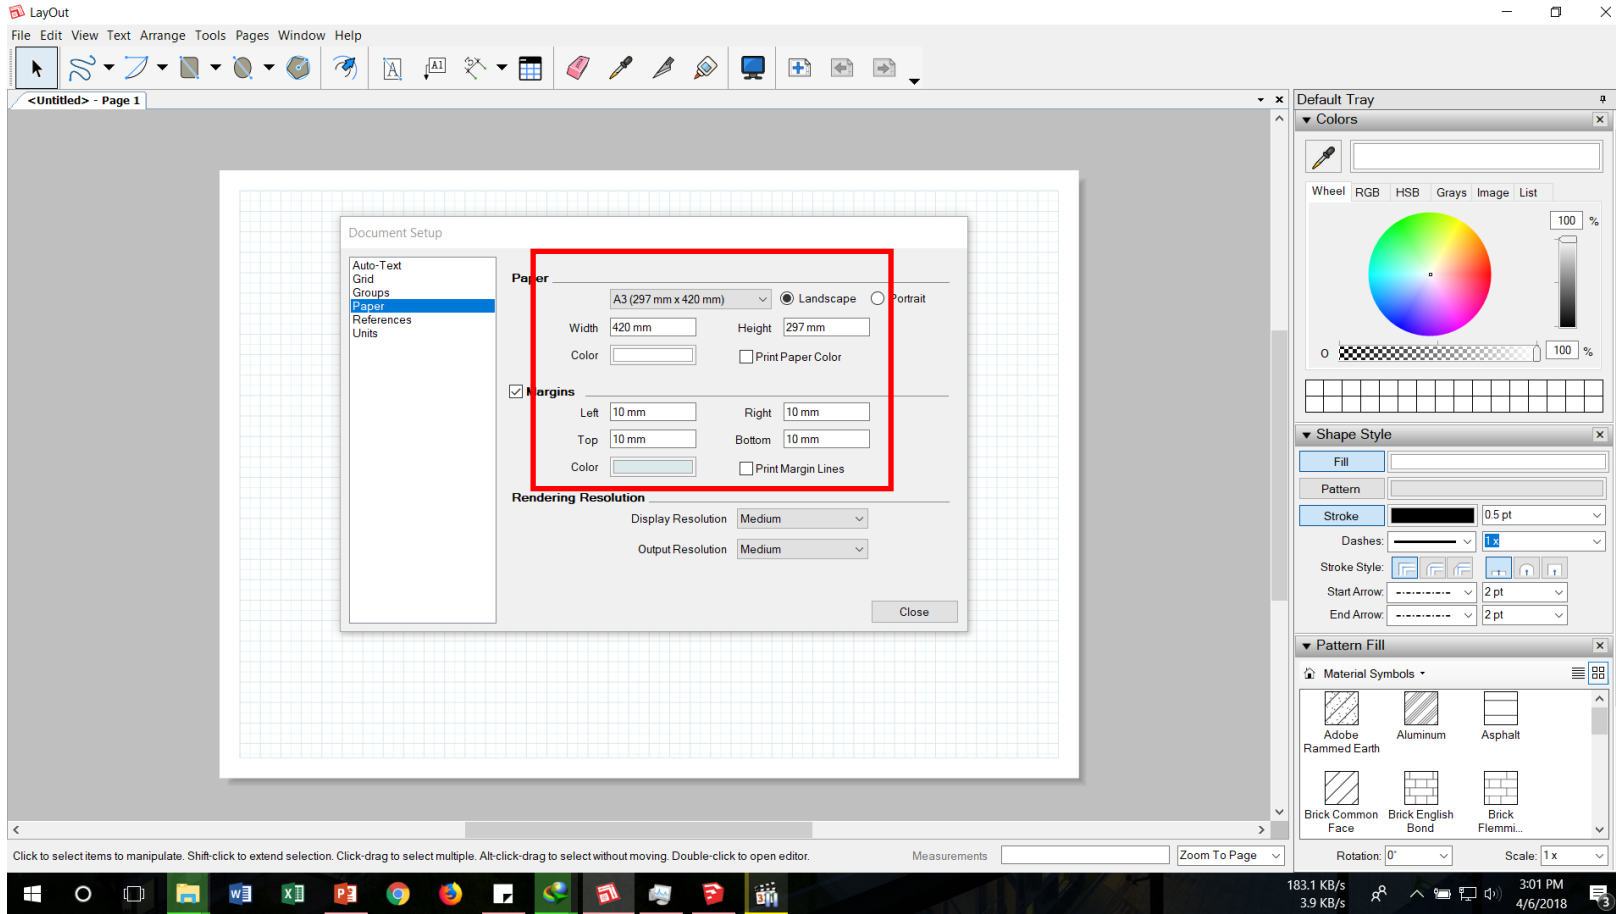 LayOut
File Edit View Text Arrange Tools Pages Window Help
<Untitled> - Page 1
Default Tray
Colors
Wheel RGB HSB Grays Image List
100 %
100 %
Document Setup
Auto-Text
Grid
Groups
Paper
References
Units
Paper
A3 (297 mm x 420 mm) Landscape Portrait
Width 420 mm Height 297 mm
Color Print Paper Color
Margins
Left 10 mm Right 10 mm
Top 10 mm Bottom 10 mm
Color Print Margin Lines
Rendering Resolution
Display Resolution Medium
Output Resolution Medium
Close
Shape Style
Fill
Pattern
Stroke 0.5 pt
Dashes: 1 x
Stroke Style:
Start Arrow: 2 pt
End Arrow: 2 pt
Pattern Fill
Material Symbols
Adobe Rammed Earth
Aluminum
Asphalt
Brick Common Face
Brick English Bond
Brick Flemmi...
Rotation: 0° Scale: 1 x
Click to select items to manipulate. Shift-click to extend selection. Click-drag to select multiple. Alt-click-drag to select without moving. Double-click to open editor. Measurements Zoom To Page
183.1 KB/s
3.9 KB/s
3:01 PM
4/6/2018
3